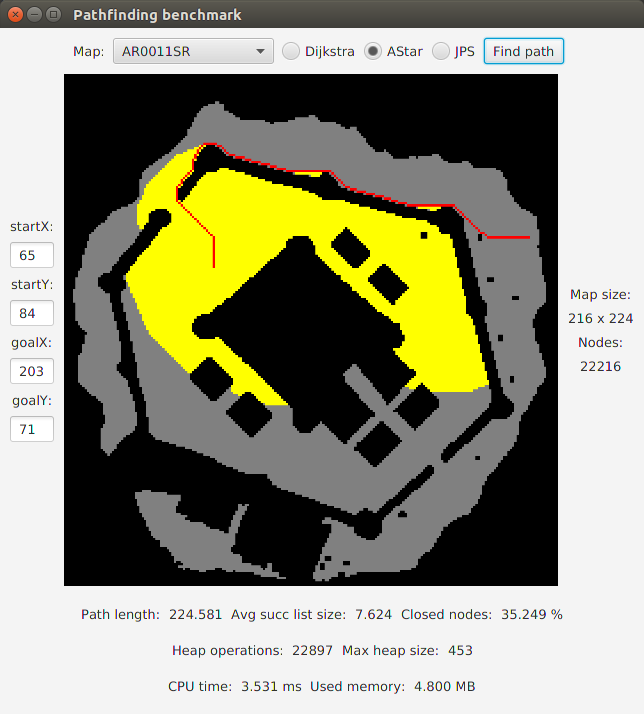 Pathfinding benchmark
Map: AR0011SR Dijkstra AStar JPS Find path
startX:
65
startY:
84
goalX:
203
goalY:
71
Map size:
216 x 224
Nodes:
22216
Path length: 224.581 Avg succ list size: 7.624 Closed nodes: 35.249 %
Heap operations: 22897 Max heap size: 453
CPU time: 3.531 ms Used memory: 4.800 MB